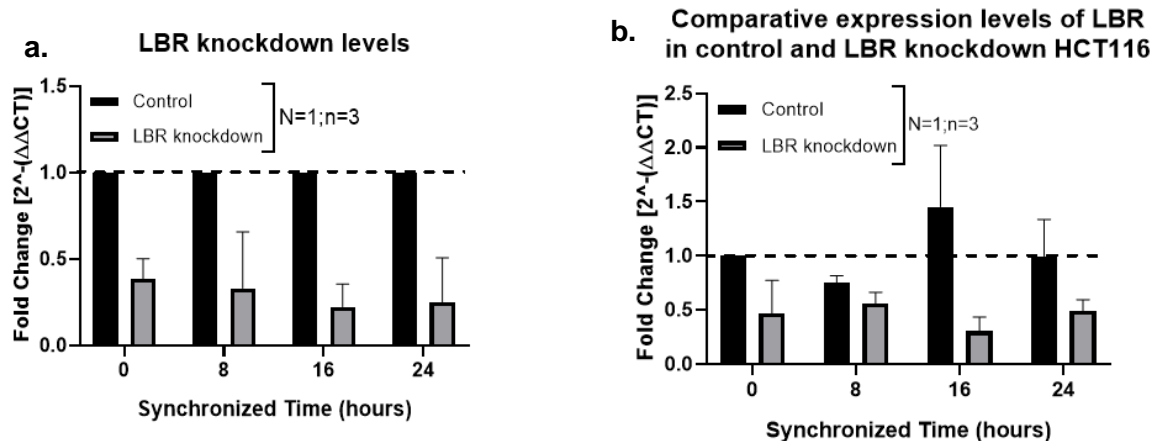 a.
LBR knockdown levels
Fold Change [2^-(ΔΔCT)]
1.5
1.0
0.5
0.0
Control
LBR knockdown
N=1;n=3
0 8 16 24
Synchronized Time (hours)
b.
Comparative expression levels of LBR
in control and LBR knockdown HCT116
Fold Change [2^-(ΔΔCT)]
2.5
2.0
1.5
1.0
0.5
0.0
Control
LBR knockdown
N=1;n=3
0 8 16 24
Synchronized Time (hours)